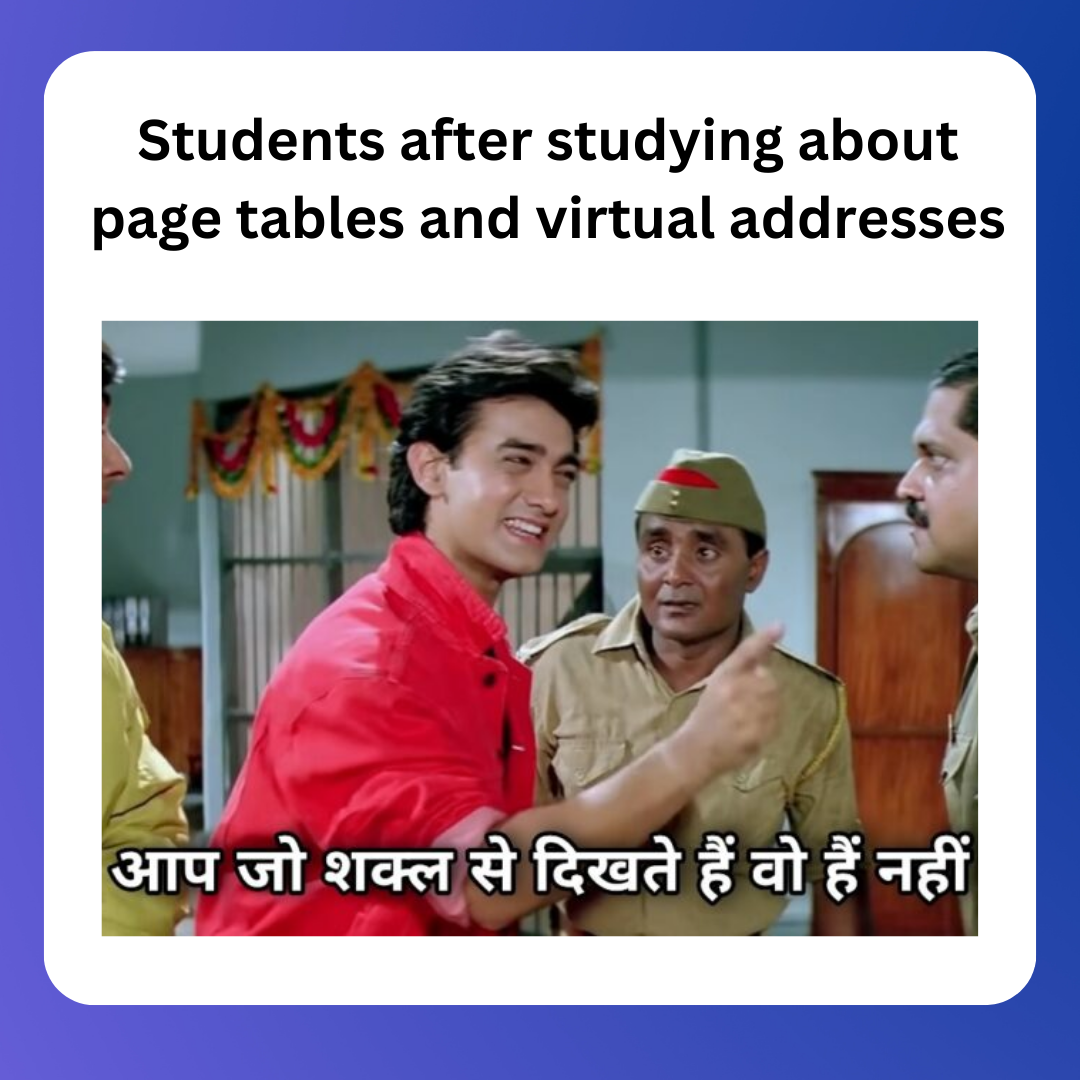 Students after studying about
page tables and virtual addresses
आप जो शक्ल से दिखते हैं वो हैं नहीं